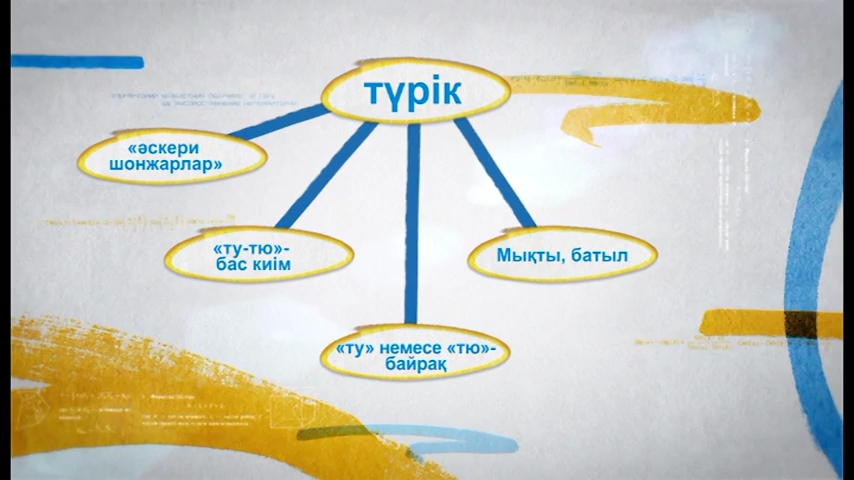 түрік
«әскери
шонжарлар»
«ту-тю»-
бас киім
Мықты, батыл
«ту» немесе «тю»-
байрақ